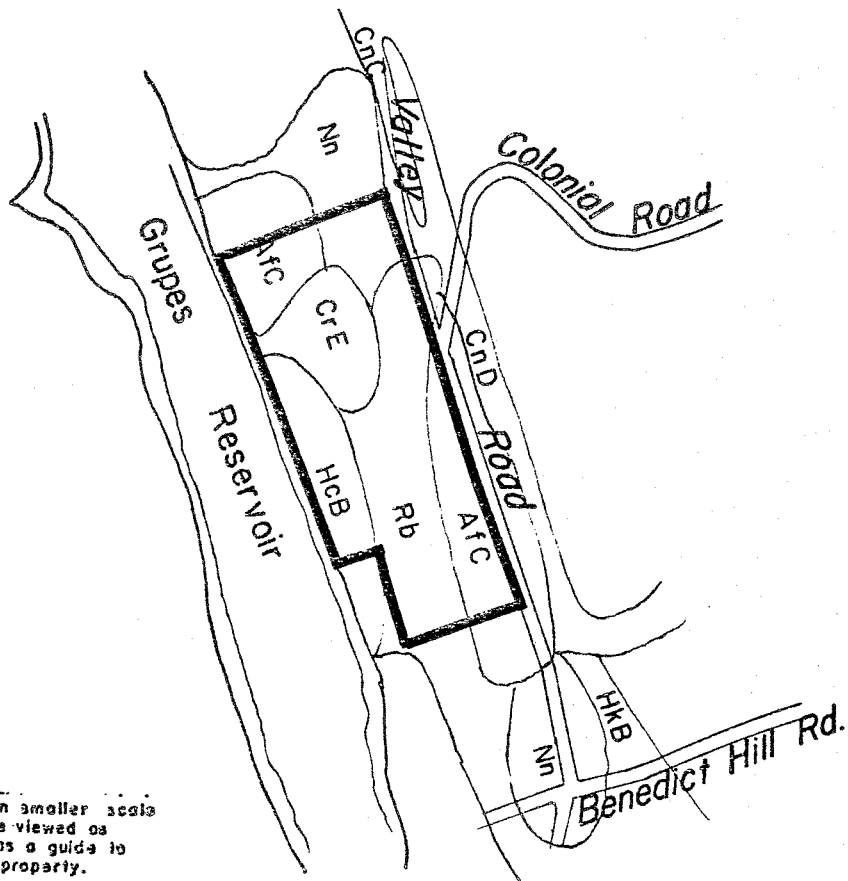 CnC
Valley
Nn
Colonial Road
Grupes
AfC
CrE
CnD
Reservoir
Road
HcB
Rb
AfC
HkB
Nn
Benedict Hill Rd.
smaller scale
viewed as
as a guide to
property.